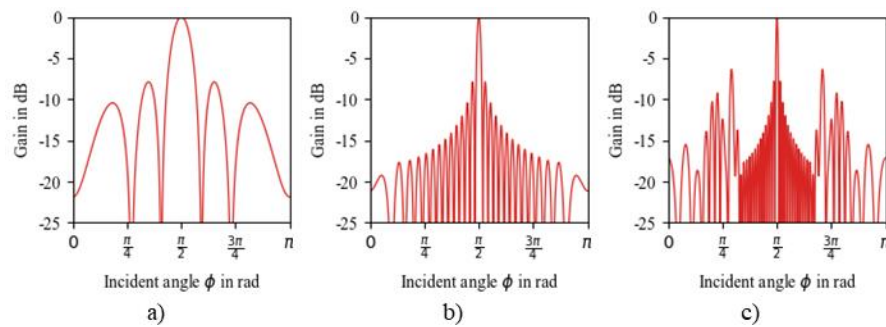 0
-5
-10
-15
-20
-25
Gain in dB
0 π/4 π/2 3π/4 π
Incident angle ϕ in rad
a)
0
-5
-10
-15
-20
-25
Gain in dB
0 π/4 π/2 3π/4 π
Incident angle ϕ in rad
b)
0
-5
-10
-15
-20
-25
Gain in dB
0 π/4 π/2 3π/4 π
Incident angle ϕ in rad
c)